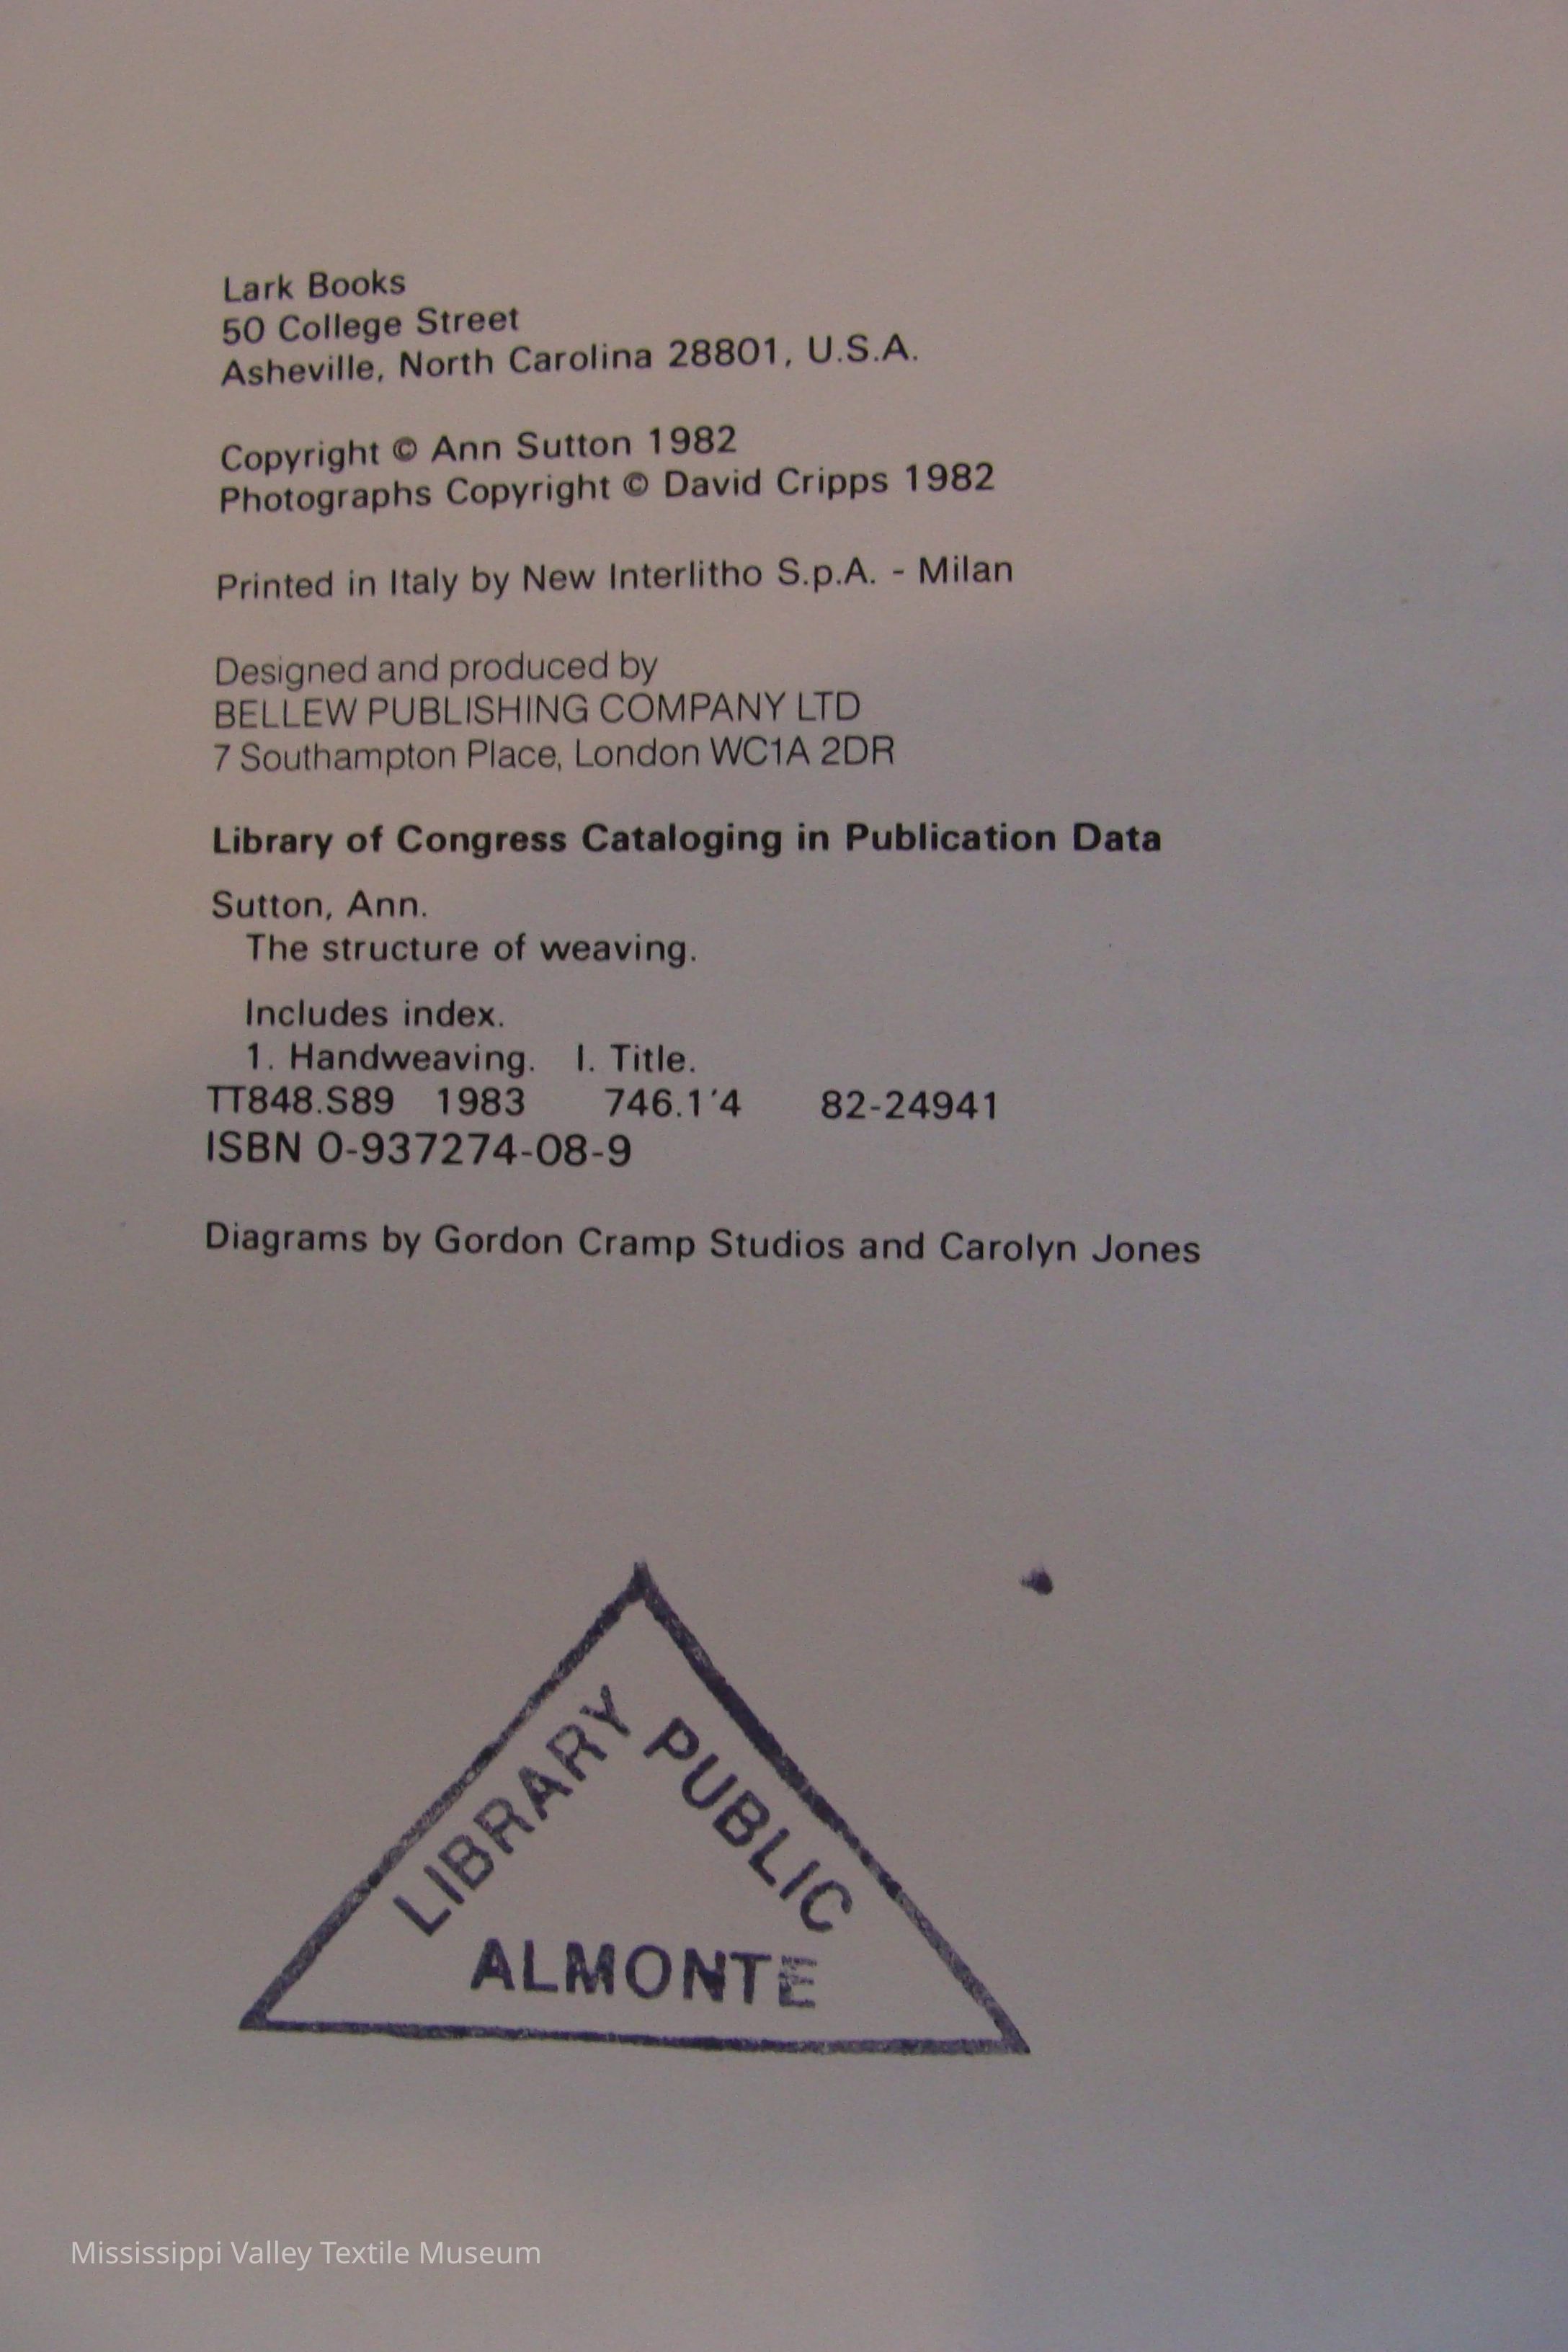 Lark Books
50 College Street
Asheville, North Carolina 28801, U.S.A.
Copyright © Ann Sutton 1982
Photographs Copyright © David Cripps 1982
Printed in Italy by New Interlitho S.p.A. - Milan
Designed and produced by
BELLEW PUBLISHING COMPANY LTD
7 Southampton Place, London WC1A 2DR
Library of Congress Cataloging in Publication Data
Sutton, Ann.
The structure of weaving.
Includes index.
1. Handweaving. I. Title.
TT848.S89 1983 746.1'4 82-24941
ISBN 0-937274-08-9
Diagrams by Gordon Cramp Studios and Carolyn Jones
LIBRARY
PUBLIC
ALMONTE
Mississippi Valley Textile Museum